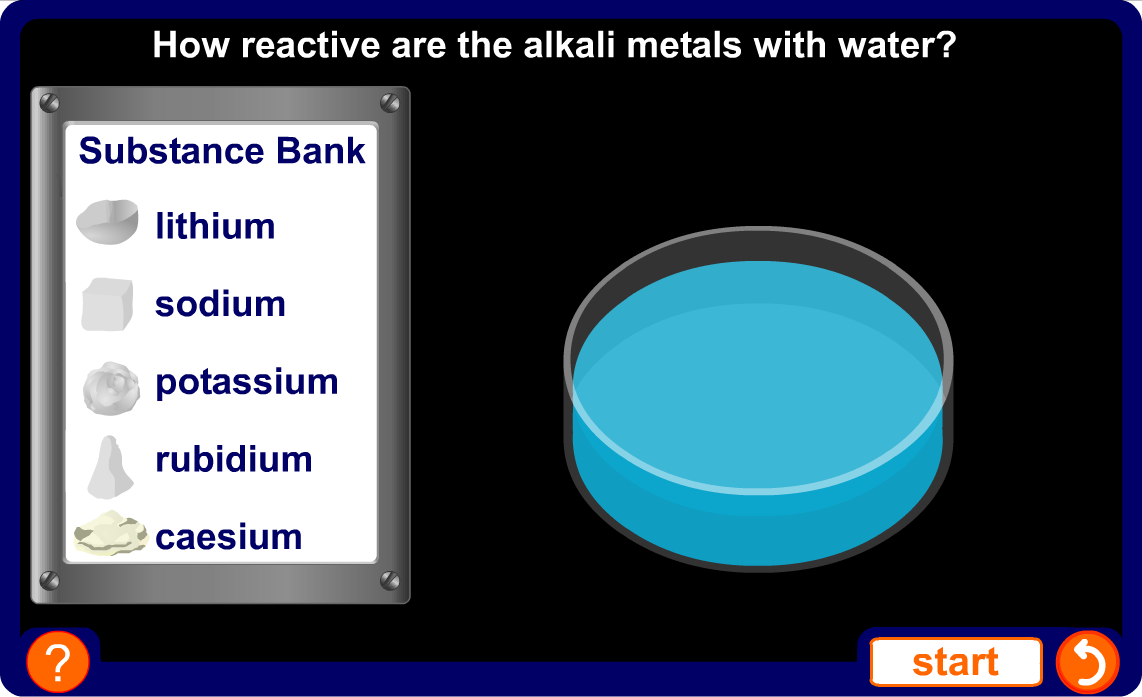 How reactive are the alkali metals with water?
Substance Bank
lithium
sodium
potassium
rubidium
caesium
?
start